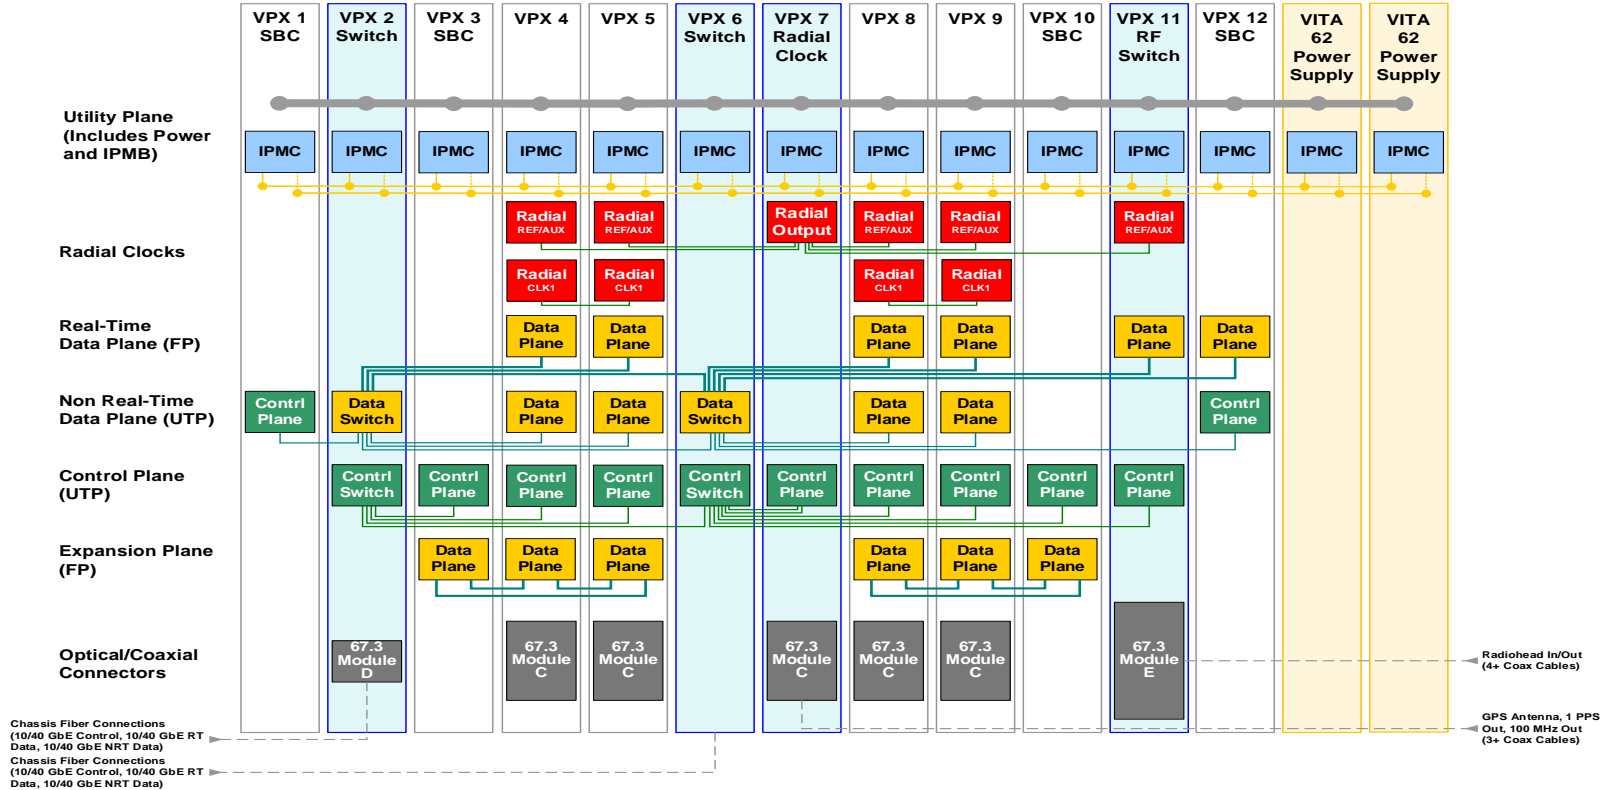 VPX 1
SBC
VPX 2
Switch
VPX 3
SBC
VPX 4
VPX 5
VPX 6
Switch
VPX 7
Radial
Clock
VPX 8
VPX 9
VPX 10
SBC
VPX 11
RF
Switch
VPX 12
SBC
VITA
62
Power
Supply
VITA
62
Power
Supply
Utility Plane
(Includes Power
and IPMB)
IPMC
IPMC
IPMC
IPMC
IPMC
IPMC
IPMC
IPMC
IPMC
IPMC
IPMC
IPMC
IPMC
IPMC
Radial Clocks
Radial
REF/AUX
Radial
REF/AUX
Radial
Output
Radial
REF/AUX
Radial
REF/AUX
Radial
REF/AUX
Radial
CLK1
Radial
CLK1
Radial
CLK1
Radial
CLK1
Real-Time
Data Plane (FP)
Data
Plane
Data
Plane
Data
Plane
Data
Plane
Data
Plane
Data
Plane
Non Real-Time
Data Plane (UTP)
Contrl
Plane
Data
Switch
Data
Plane
Data
Plane
Data
Switch
Data
Plane
Data
Plane
Contrl
Plane
Control Plane
(UTP)
Contrl
Switch
Contrl
Plane
Contrl
Plane
Contrl
Plane
Contrl
Switch
Contrl
Plane
Contrl
Plane
Contrl
Plane
Contrl
Plane
Contrl
Plane
Expansion Plane
(FP)
Data
Plane
Data
Plane
Data
Plane
Data
Plane
Data
Plane
Data
Plane
Optical/Coaxial
Connectors
67.3
Module
D
67.3
Module
C
67.3
Module
C
67.3
Module
C
67.3
Module
C
67.3
Module
C
67.3
Module
E
Radiohead In/Out
(4+ Coax Cables)
GPS Antenna, 1 PPS
Out, 100 MHz Out
(3+ Coax Cables)
Chassis Fiber Connections
(10/40 GbE Control, 10/40 GbE RT
Data, 10/40 GbE NRT Data)
Chassis Fiber Connections
(10/40 GbE Control, 10/40 GbE RT
Data, 10/40 GbE NRT Data)